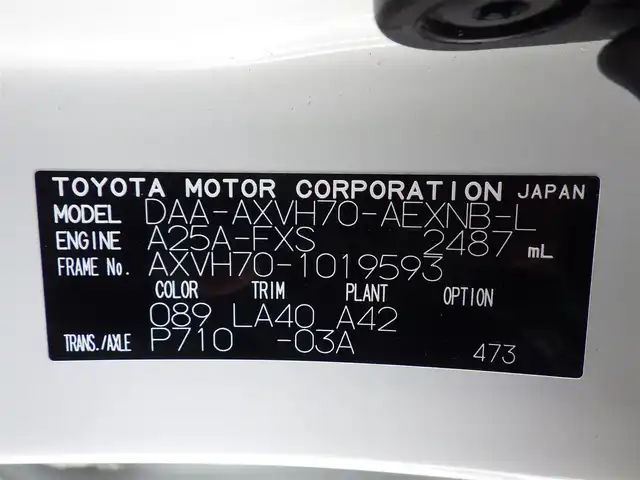 TOYOTA MOTOR CORPORATION JAPAN
MODEL DAA-AXVH70-AEXNB-L
ENGINE A25A-FXS 2487 mL
FRAME No. AXVH70-1019593
COLOR TRIM PLANT OPTION
089 LA40 A42
TRANS./AXLE P710 -03A 473